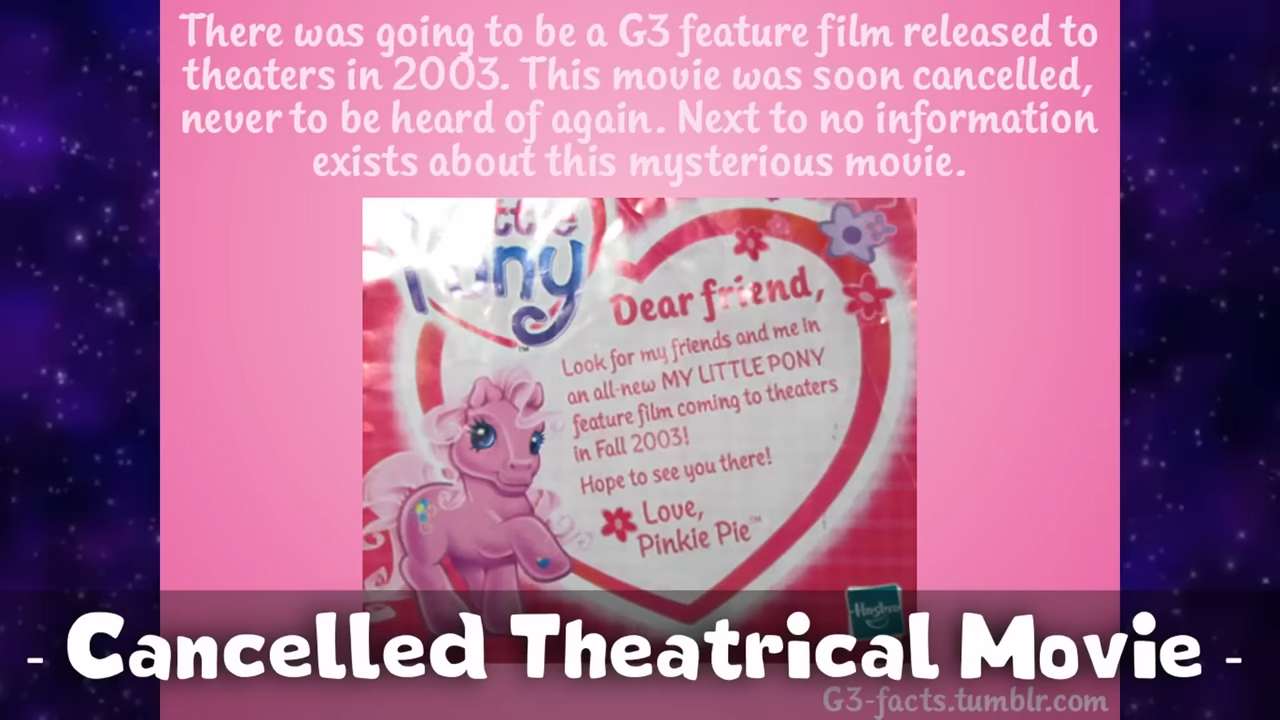 There was going to be a G3 feature film released to
theaters in 2003. This movie was soon cancelled,
never to be heard of again. Next to no information
exists about this mysterious movie.
Dear friend,
Look for my friends and me in
an all-new MY LITTLE PONY
feature film coming to theaters
in Fall 2003!
Hope to see you there!
Love,
Pinkie Pie™
Hasbro
- Cancelled Theatrical Movie -
G3-facts.tumblr.com